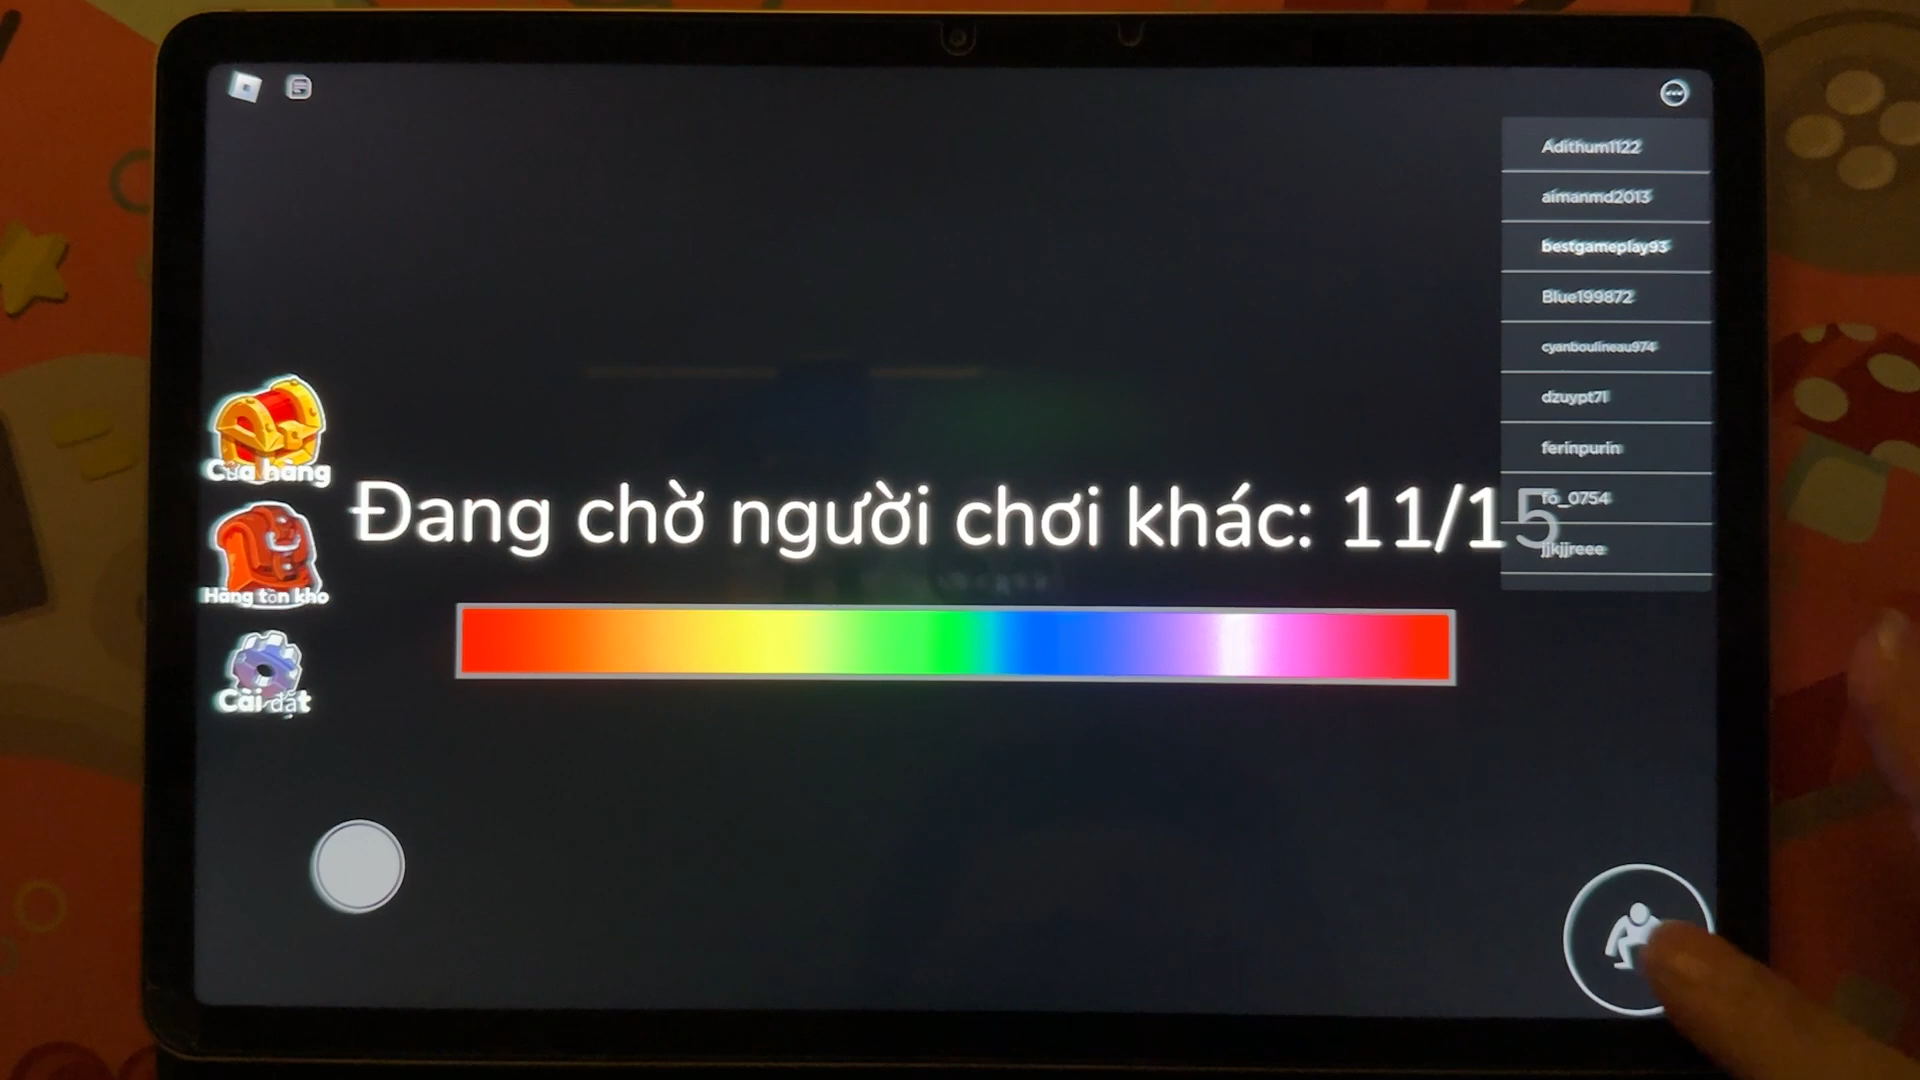 Adithum1122
aimanmd2013
bestgameplay93
Blue199872
cyanboulineau974
dzuypt71
ferinpurin
fo_0754
jjkjjreee
Cửa hàng
Đang chờ người chơi khác: 11/15
Hàng tồn kho
Cài đặt